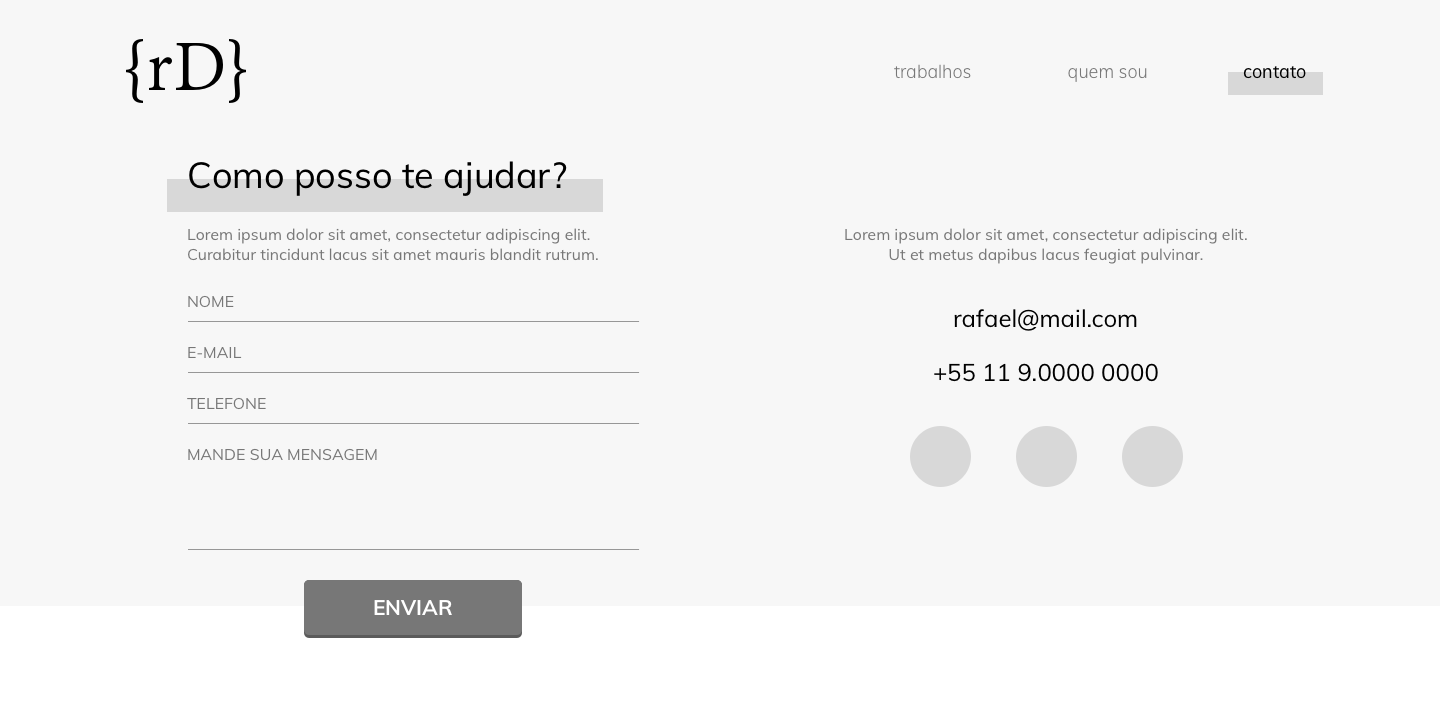 {rD}
trabalhos
quem sou
contato
Como posso te ajudar?
Lorem ipsum dolor sit amet, consectetur adipiscing elit.
Curabitur tincidunt lacus sit amet mauris blandit rutrum.
NOME
E-MAIL
TELEFONE
MANDE SUA MENSAGEM
ENVIAR
Lorem ipsum dolor sit amet, consectetur adipiscing elit.
Ut et metus dapibus lacus feugiat pulvinar.
rafael@mail.com
+55 11 9.0000 0000